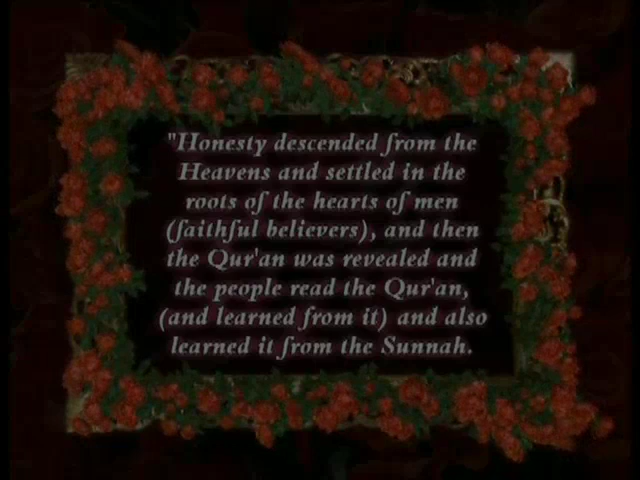 "Honesty descended from the
Heavens and settled in the
roots of the hearts of men
(faithful believers), and then
the Qur'an was revealed and
the people read the Qur'an,
(and learned from it) and also
learned it from the Sunnah.